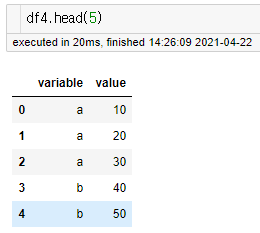 df4.head(5)
executed in 20ms, finished 14:26:09 2021-04-22
variable value
0 a 10
1 a 20
2 a 30
3 b 40
4 b 50